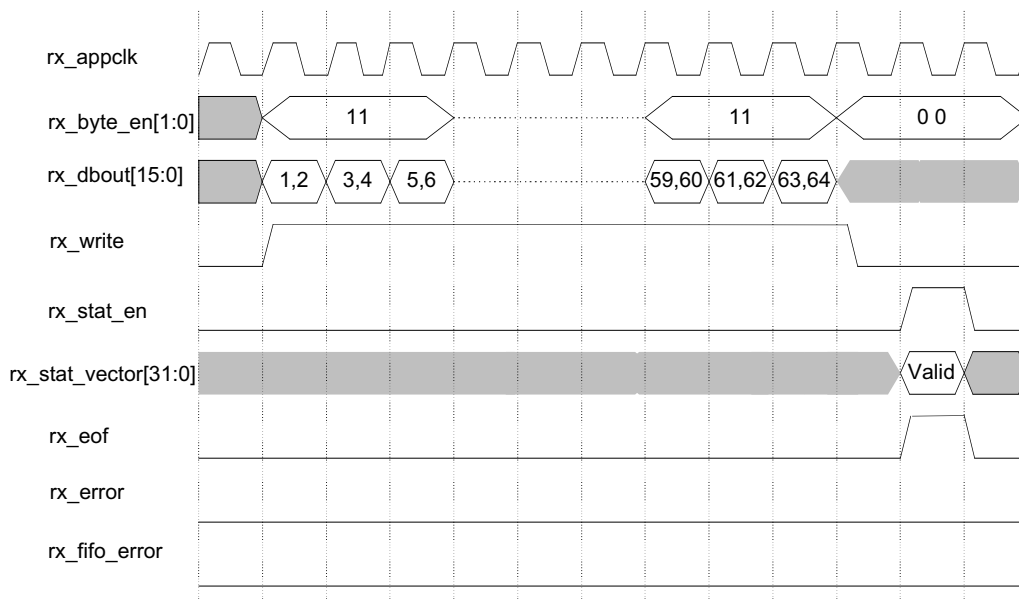 rx_appclk
rx_byte_en[1:0] 11 11 0 0
rx_dbout[15:0] 1,2 3,4 5,6 59,60 61,62 63,64
rx_write
rx_stat_en
rx_stat_vector[31:0] Valid
rx_eof
rx_error
rx_fifo_error